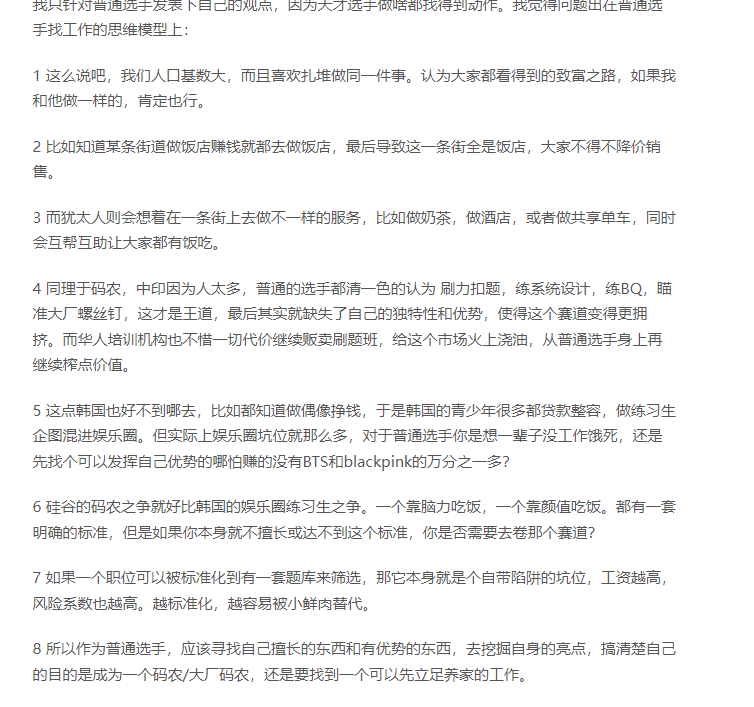 我只针对普通选手发表下自己的观点，因为天才选手做啥都找得到动作。我觉得问题出在普通选
手找工作的思维模型上：
1 这么说吧，我们人口基数大，而且喜欢扎堆做同一件事。认为大家都看得到的致富之路，如果我
和他做一样的，肯定也行。
2 比如知道某条街道做饭店赚钱就都去做饭店，最后导致这一条街全是饭店，大家不得不降价销
售。
3 而犹太人则会想着在一条街上去做不一样的服务，比如做奶茶，做酒店，或者做共享单车，同时
会互帮互助让大家都有饭吃。
4 同理于码农，中印因为人太多，普通的选手都清一色的认为 刷力扣题，练系统设计，练BQ，瞄
准大厂螺丝钉，这才是王道，最后其实就缺失了自己的独特性和优势，使得这个赛道变得更拥
挤。而华人培训机构也不惜一切代价继续贩卖刷题班，给这个市场火上浇油，从普通选手身上再
继续榨点价值。
5 这点韩国也好不到哪去，比如都知道做偶像挣钱，于是韩国的青少年很多都贷款整容，做练习生
企图混进娱乐圈。但实际上娱乐圈坑位就那么多，对于普通选手你是想一辈子没工作饿死，还是
先找个可以发挥自己优势的哪怕赚的没有BTS和blackpink的万分之一多？
6 硅谷的码农之争就好比韩国的娱乐圈练习生之争。一个靠脑力吃饭，一个靠颜值吃饭。都有一套
明确的标准，但是如果你本身就不擅长或达不到这个标准，你是否需要去卷那个赛道？
7 如果一个职位可以被标准化到有一套题库来筛选，那它本身就是个自带陷阱的坑位，工资越高，
风险系数也越高。越标准化，越容易被小鲜肉替代。
8 所以作为普通选手，应该寻找自己擅长的东西和有优势的东西，去挖掘自身的亮点，搞清楚自己
的目的是成为一个码农/大厂码农，还是要找到一个可以先立足养家的工作。